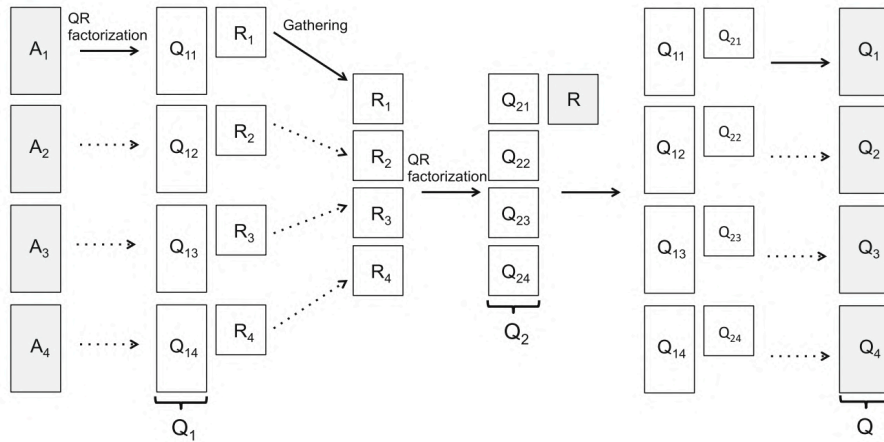 QR
factorization
Gathering
A₁
Q₁₁
R₁
A₂
Q₁₂
R₂
A₃
Q₁₃
R₃
A₄
Q₁₄
R₄
Q₁
R₁
R₂
R₃
R₄
QR
factorization
Q₂₁
R
Q₂₂
Q₂₃
Q₂₄
Q₂
Q₁₁
Q₂₁
Q₁
Q₁₂
Q₂₂
Q₂
Q₁₃
Q₂₃
Q₃
Q₁₄
Q₂₄
Q₄
Q